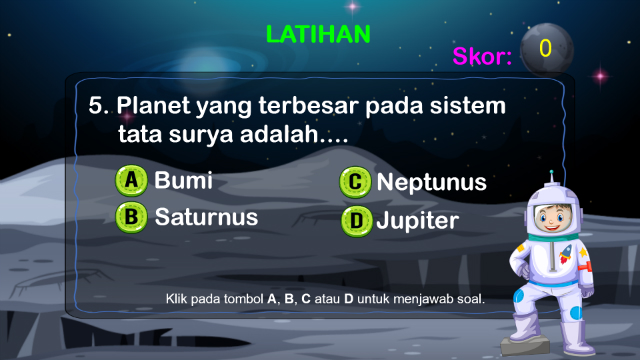 LATIHAN
Skor: 0
5. Planet yang terbesar pada sistem
tata surya adalah....
A Bumi
B Saturnus
C Neptunus
D Jupiter
Klik pada tombol A, B, C atau D untuk menjawab soal.